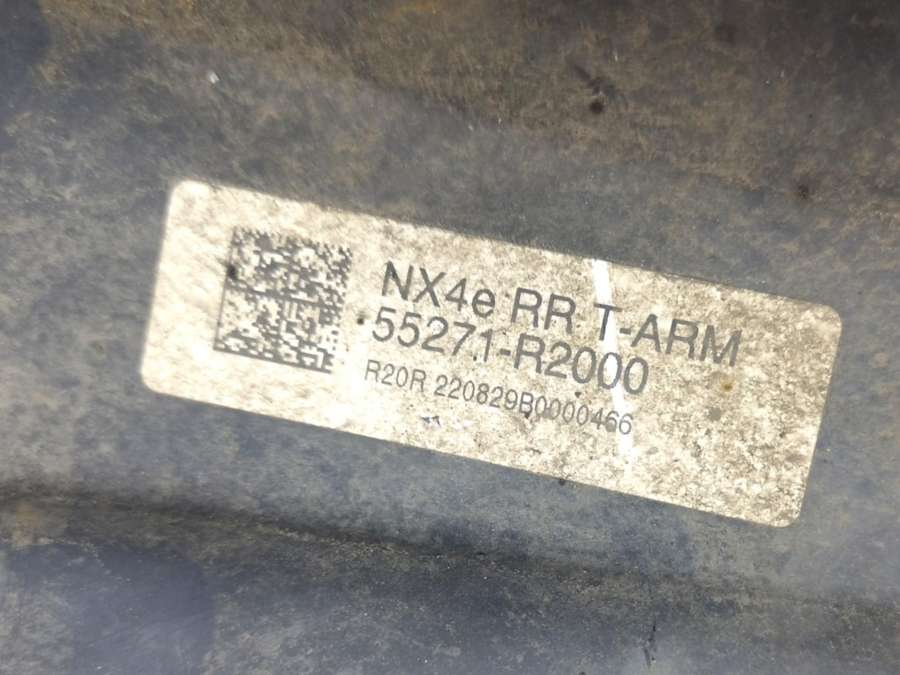 NX4e RR T-ARM
55271-R2000
R20R 220829B0000466